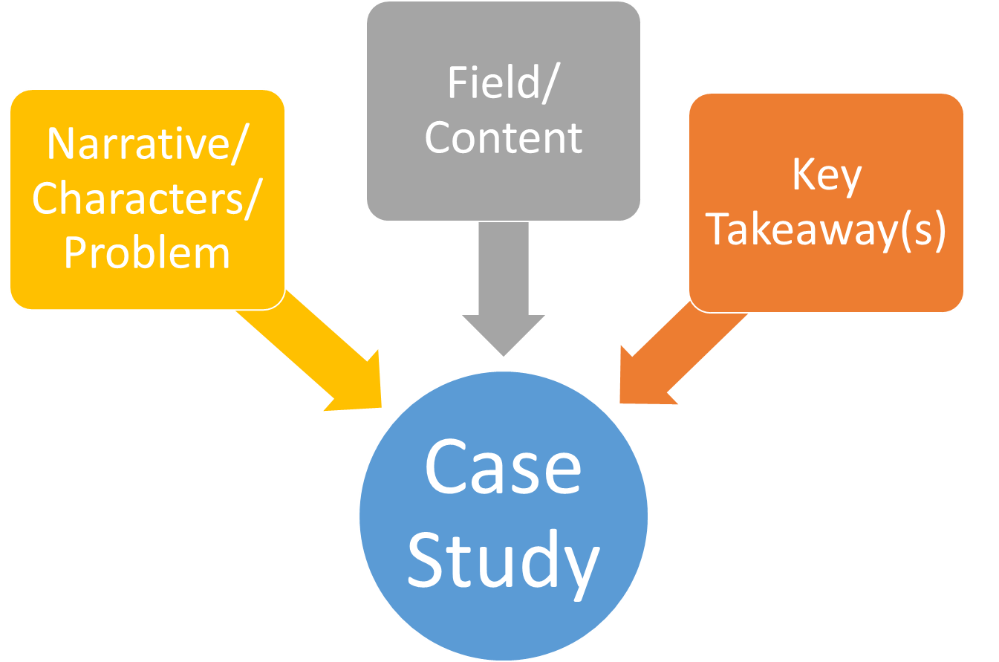 Narrative/
Characters/
Problem
Field/
Content
Key
Takeaway(s)
Case
Study